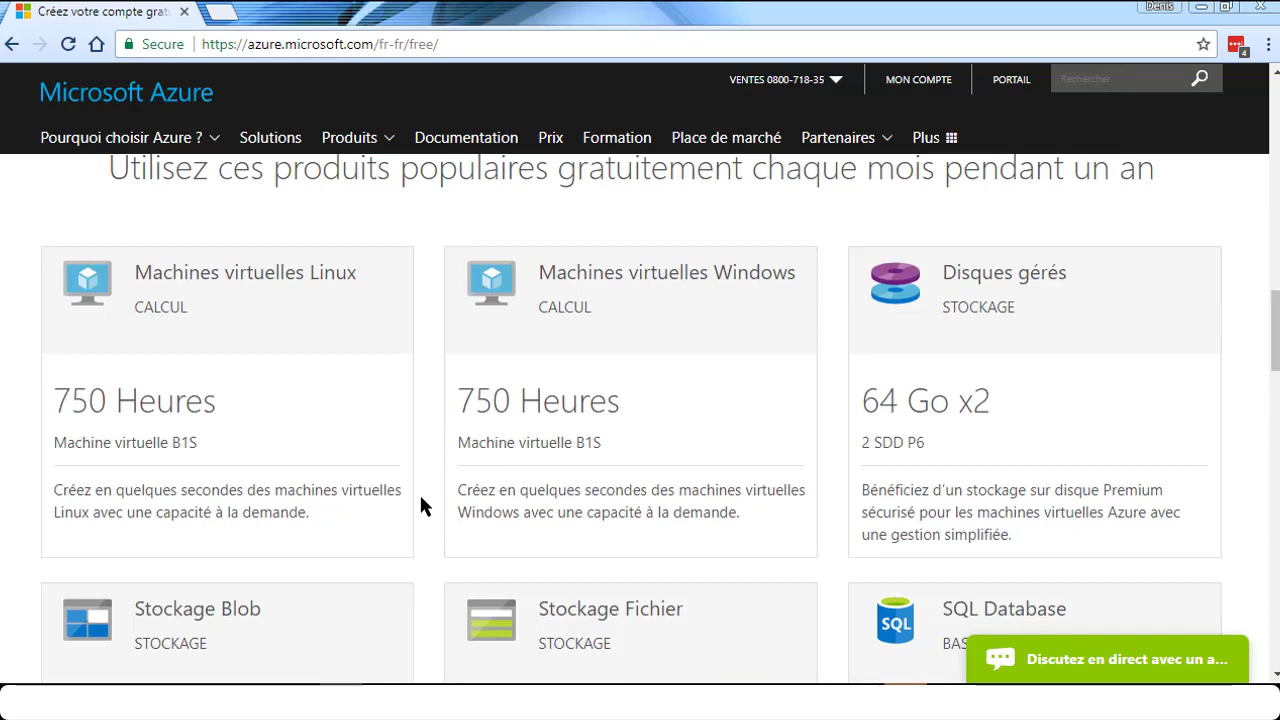 Créez votre compte grat
Denis
Secure
https://azure.microsoft.com/fr-fr/free/
4
VENTES 0800-718-35
MON COMPTE
PORTAIL
Rechercher
Microsoft Azure
Pourquoi choisir Azure ?
Solutions
Produits
Documentation
Prix
Formation
Place de marché
Partenaires
Plus
Utilisez ces produits populaires gratuitement chaque mois pendant un an
Machines virtuelles Linux
CALCUL
750 Heures
Machine virtuelle B1S
Créez en quelques secondes des machines virtuelles
Linux avec une capacité à la demande.
Machines virtuelles Windows
CALCUL
750 Heures
Machine virtuelle B1S
Créez en quelques secondes des machines virtuelles
Windows avec une capacité à la demande.
Disques gérés
STOCKAGE
64 Go x2
2 SDD P6
Bénéficiez d’un stockage sur disque Premium
sécurisé pour les machines virtuelles Azure avec
une gestion simplifiée.
Stockage Blob
STOCKAGE
Stockage Fichier
STOCKAGE
SQL
SQL Database
BAS
Discutez en direct avec un a...